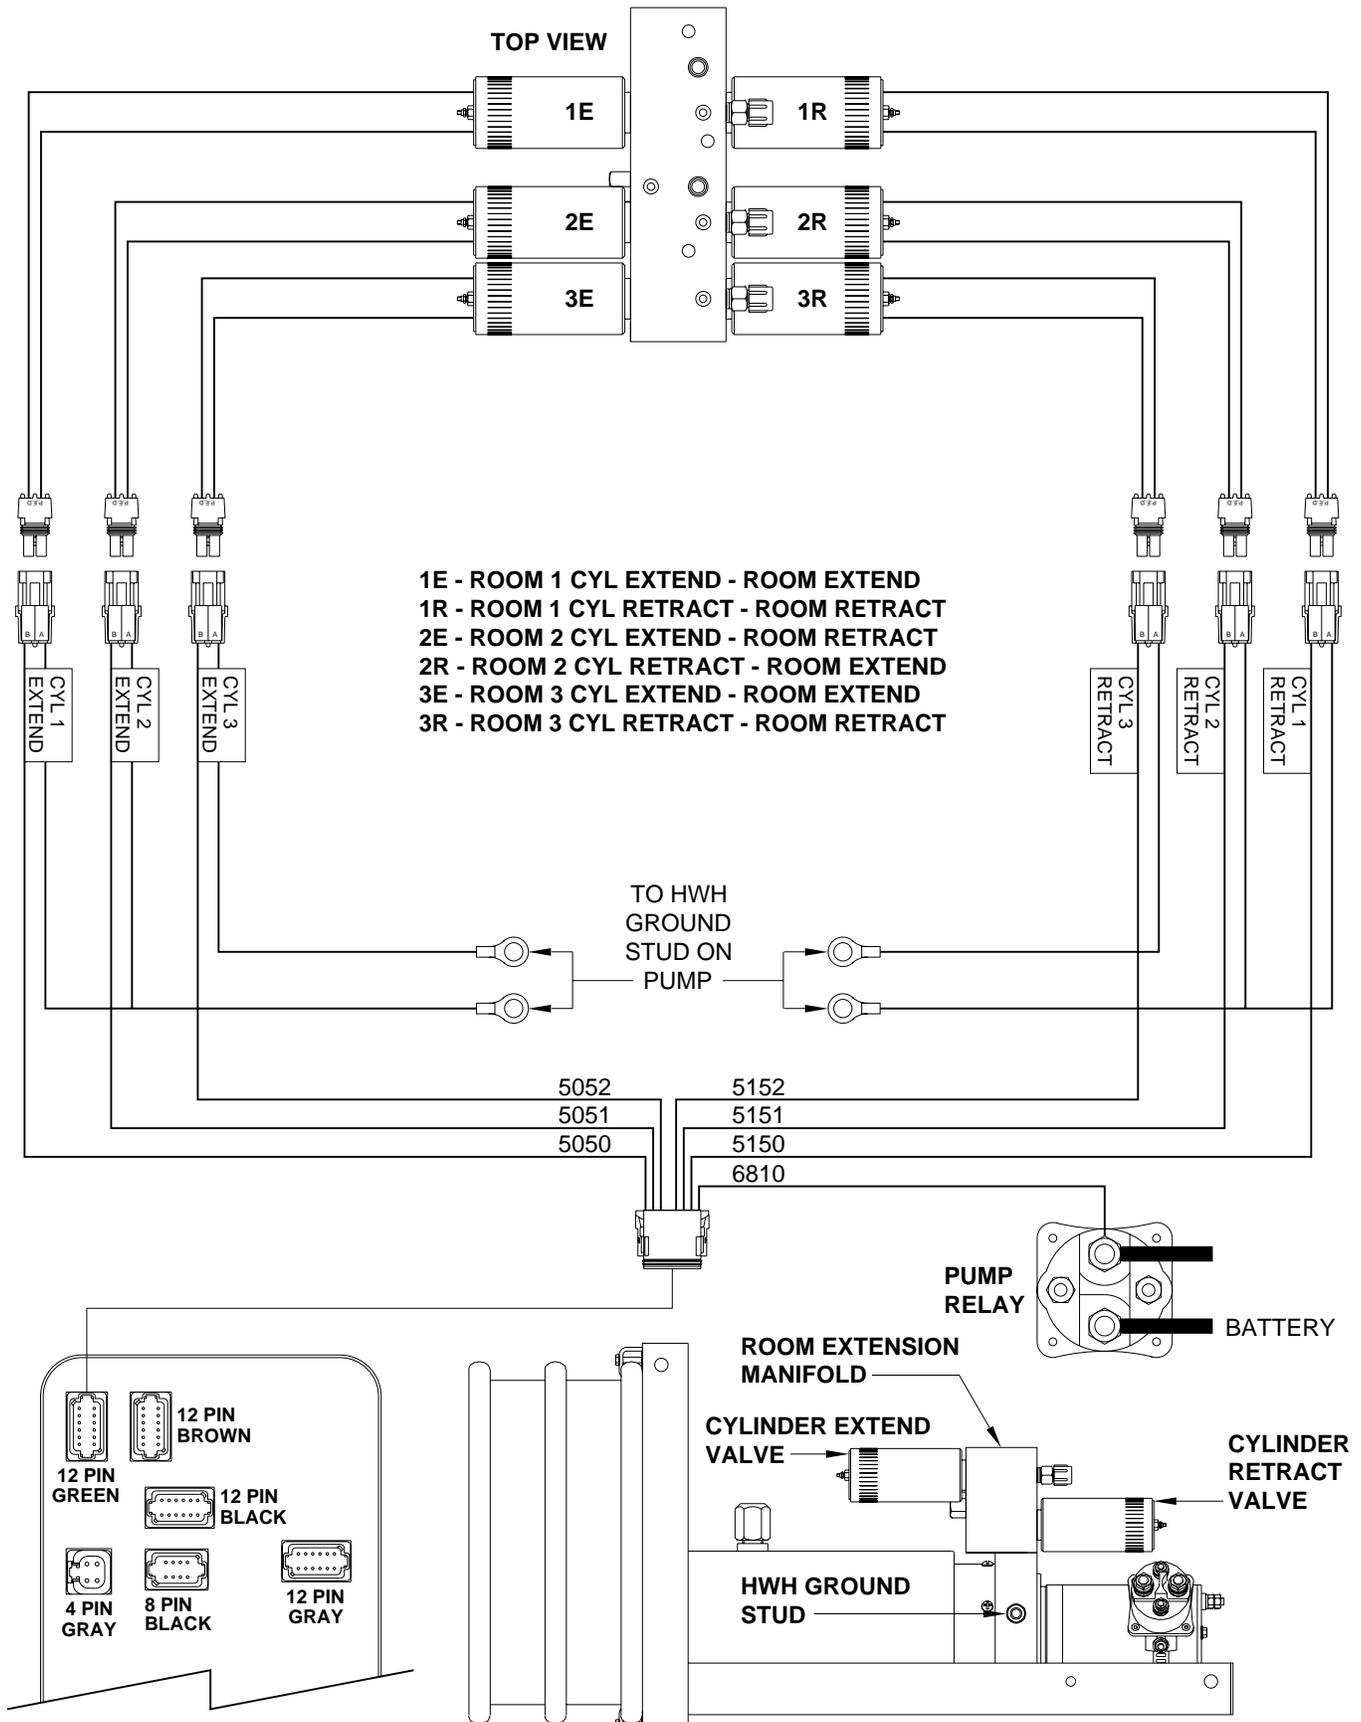 TOP VIEW
1E
1R
2E
2R
3E
3R
1E - ROOM 1 CYL EXTEND - ROOM EXTEND
1R - ROOM 1 CYL RETRACT - ROOM RETRACT
2E - ROOM 2 CYL EXTEND - ROOM RETRACT
2R - ROOM 2 CYL RETRACT - ROOM EXTEND
3E - ROOM 3 CYL EXTEND - ROOM EXTEND
3R - ROOM 3 CYL RETRACT - ROOM RETRACT
B A
B A
B A
B A
B A
B A
CYL 1
EXTEND
CYL 2
EXTEND
CYL 3
EXTEND
CYL 3
RETRACT
CYL 2
RETRACT
CYL 1
RETRACT
TO HWH
GROUND
STUD ON
PUMP
5052
5152
5051
5151
5050
5150
6810
PUMP
RELAY
BATTERY
ROOM EXTENSION
MANIFOLD
CYLINDER EXTEND
VALVE
CYLINDER
RETRACT
VALVE
HWH GROUND
STUD
12 PIN
BROWN
12 PIN
GREEN
12 PIN
BLACK
4 PIN
GRAY
8 PIN
BLACK
12 PIN
GRAY